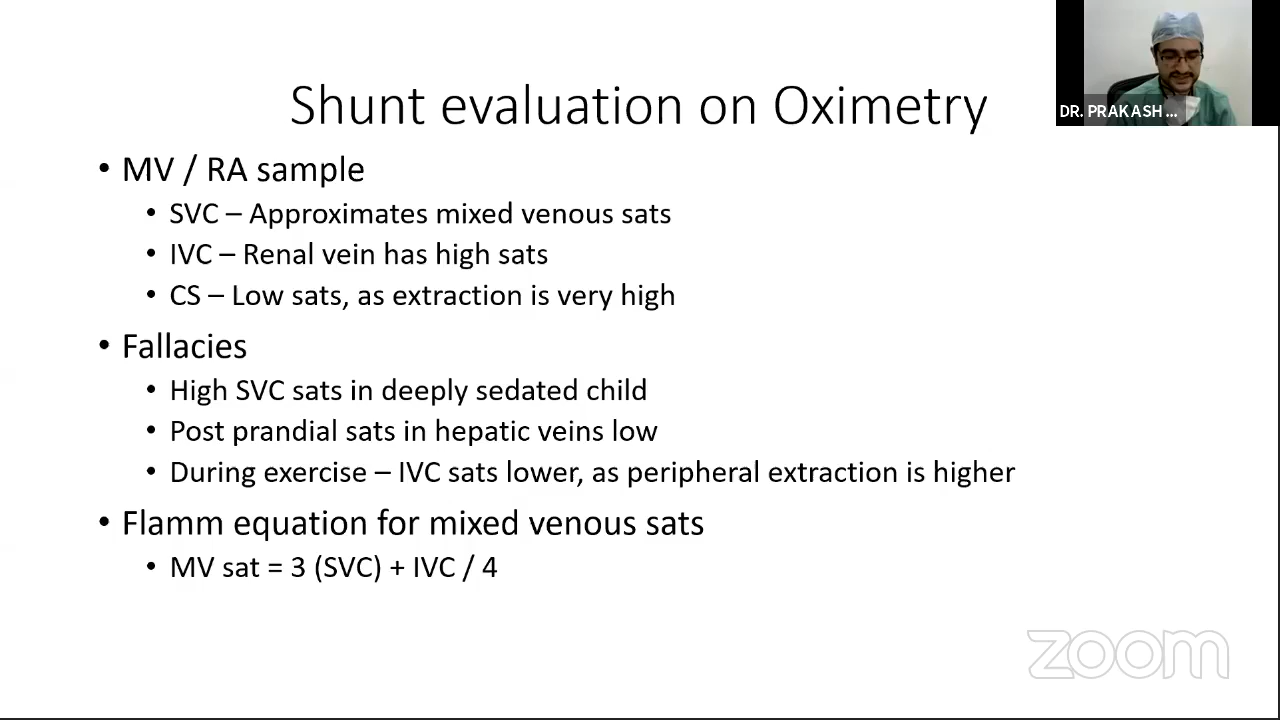 Shunt evaluation on Oximetry
DR. PRAKASH ...
• MV / RA sample
• SVC – Approximates mixed venous sats
• IVC – Renal vein has high sats
• CS – Low sats, as extraction is very high
• Fallacies
• High SVC sats in deeply sedated child
• Post prandial sats in hepatic veins low
• During exercise – IVC sats lower, as peripheral extraction is higher
• Flamm equation for mixed venous sats
• MV sat = 3 (SVC) + IVC / 4
zoom